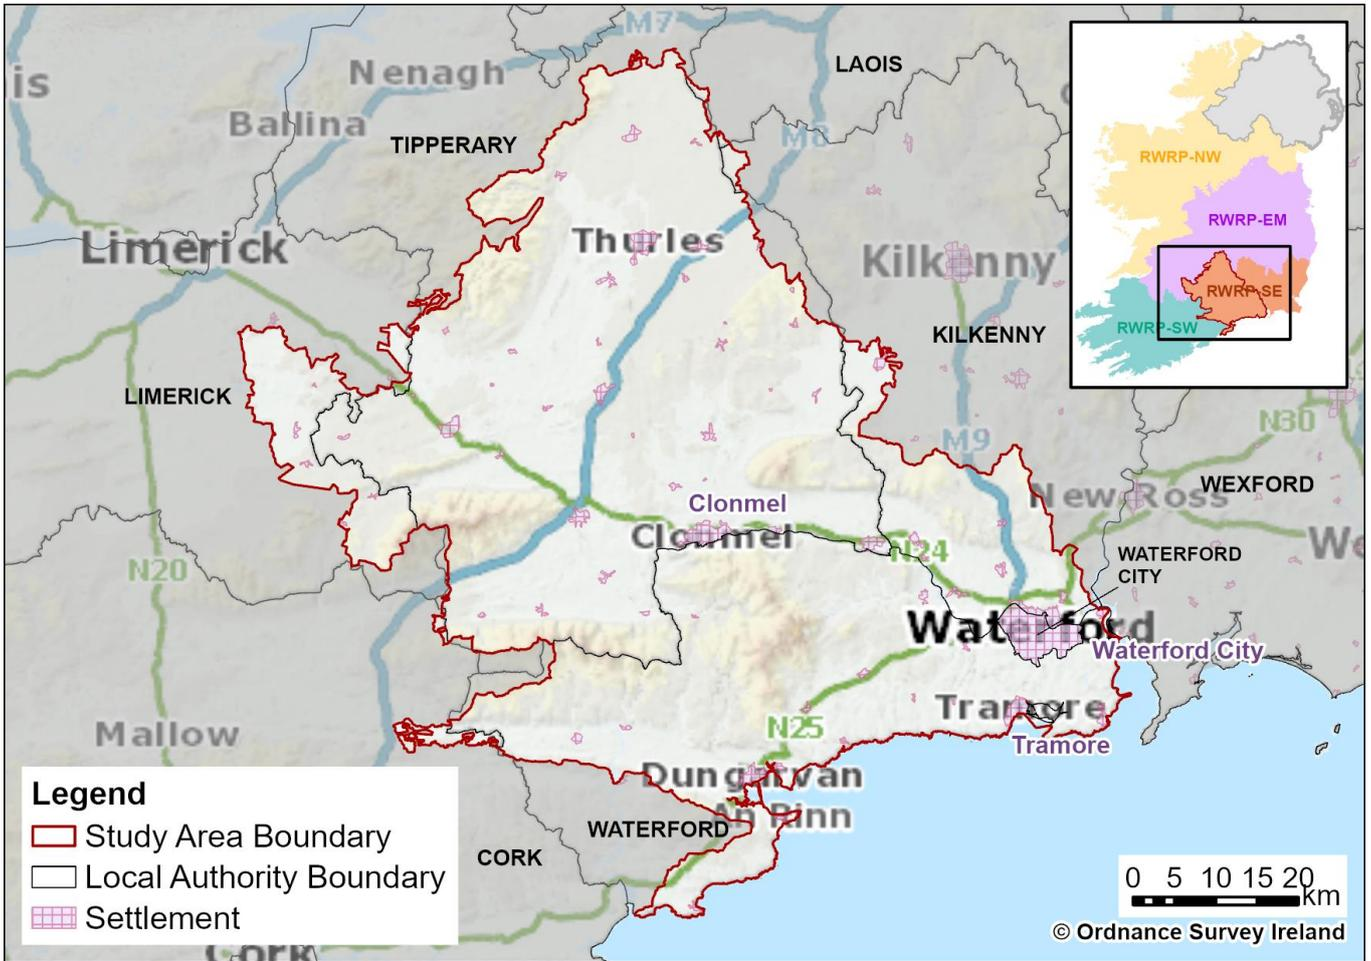 M7
Nenagh
LAOIS
is
Ballina
TIPPERARY
M8
RWRP-NW
RWRP-EM
RWRP-SE
RWRP-SW
Limerick
Thurles
Kilkenny
KILKENNY
LIMERICK
M9
N30
New Ross
WEXFORD
We
Clonmel
Clonmel
N24
N20
WATERFORD
CITY
Waterford
Waterford City
Tramore
Tramore
Mallow
N25
Dungarvan
An Rinn
WATERFORD
CORK
Cork
Legend
Study Area Boundary
Local Authority Boundary
Settlement
0 5 10 15 20
km
© Ordnance Survey Ireland